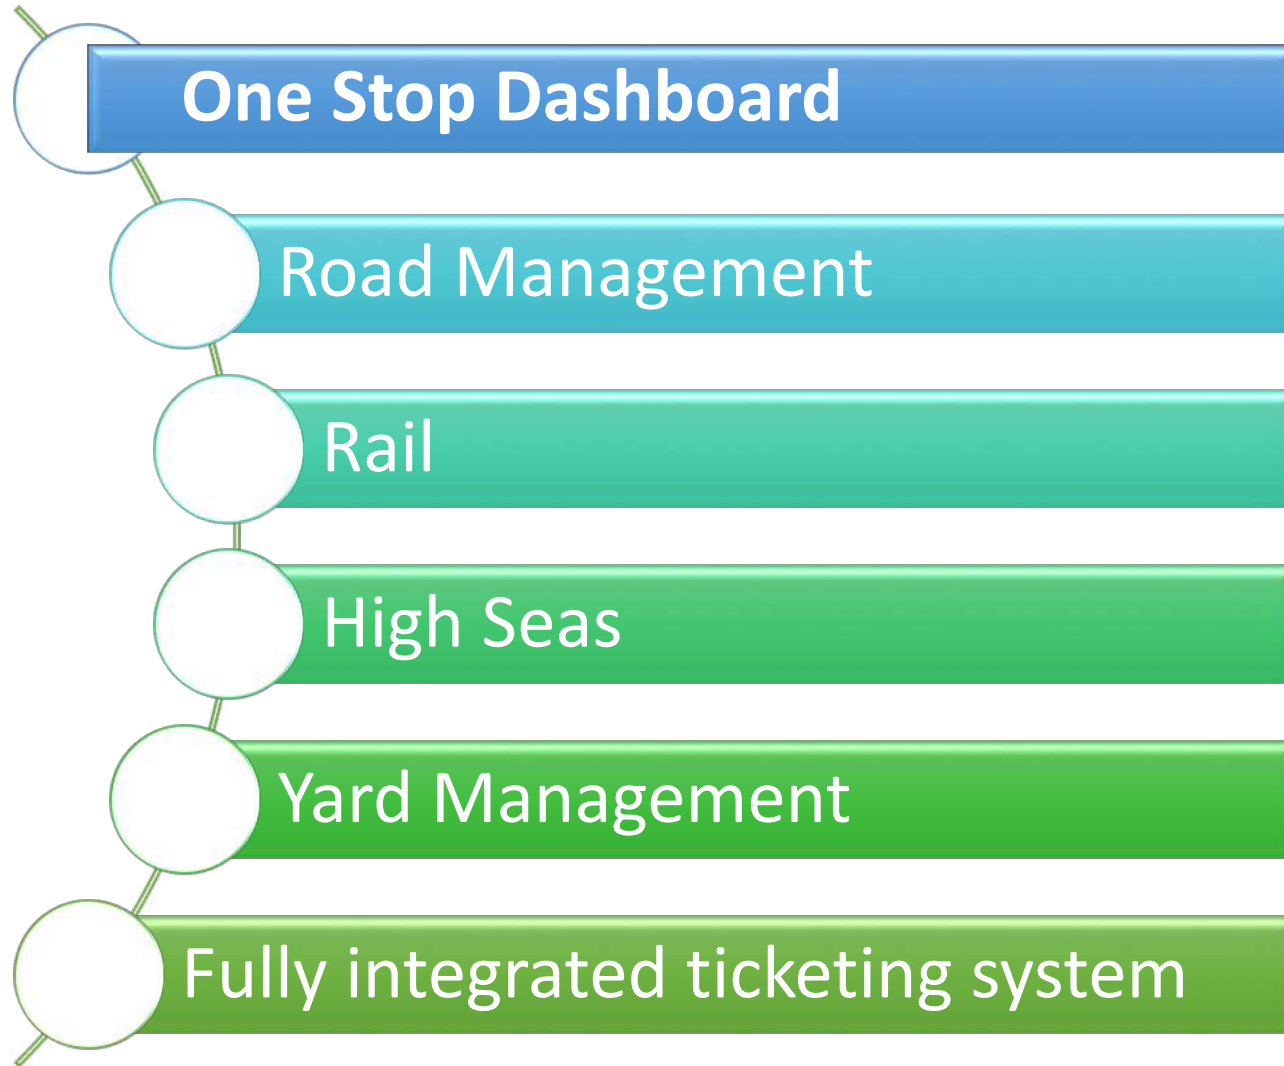 One Stop Dashboard
Road Management
Rail
High Seas
Yard Management
Fully integrated ticketing system